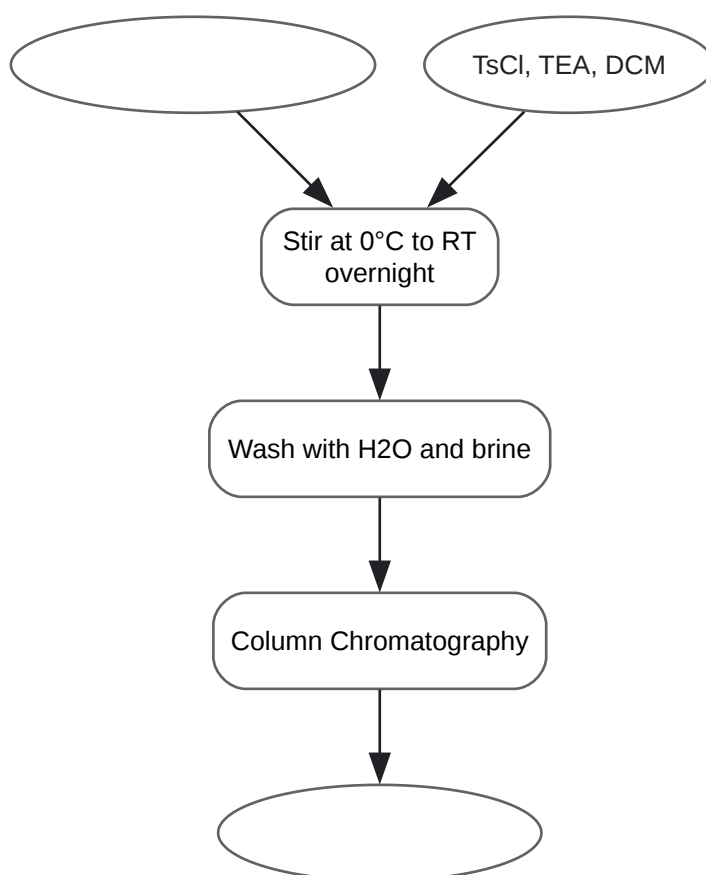 TsCl, TEA, DCM
Stir at 0°C to RT
overnight
Wash with H2O and brine
Column Chromatography